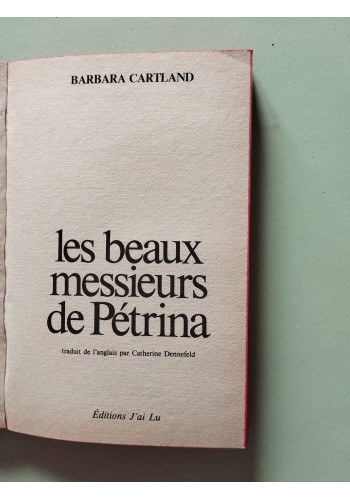 BARBARA CARTLAND
les beaux
messieurs
de Pétrina
traduit de l'anglais par Catherine Dennefeld
Éditions J'ai Lu